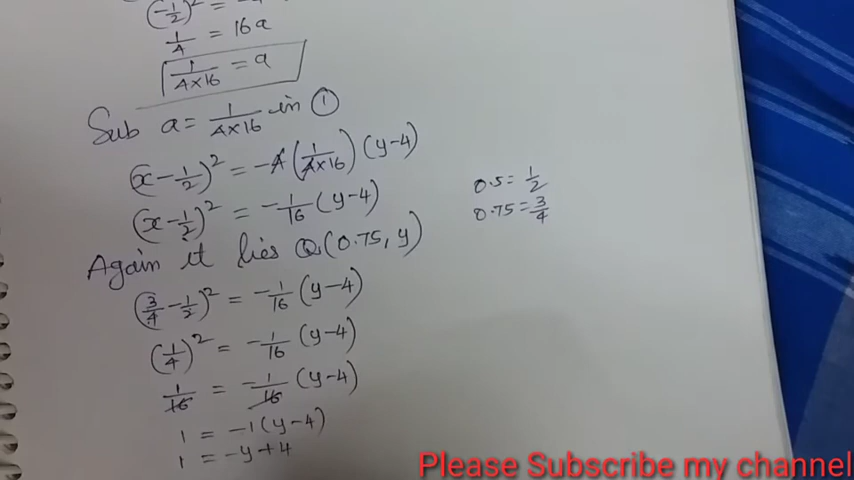 (-1/2)² =
1/4 = 16a
1/4×16 = a
Sub a = 1/4×16 in ①
(x - 1/2)² = -4(1/4×16)(y-4)
(x - 1/2)² = -1/16 (y-4)
0.5 = 1/2
0.75 = 3/4
Again it lies Q(0.75, y)
(3/4 - 1/2)² = -1/16 (y-4)
(1/4)² = -1/16 (y-4)
1/16 = -1/16 (y-4)
1 = -1(y-4)
1 = -y+4
Please Subscribe my channel